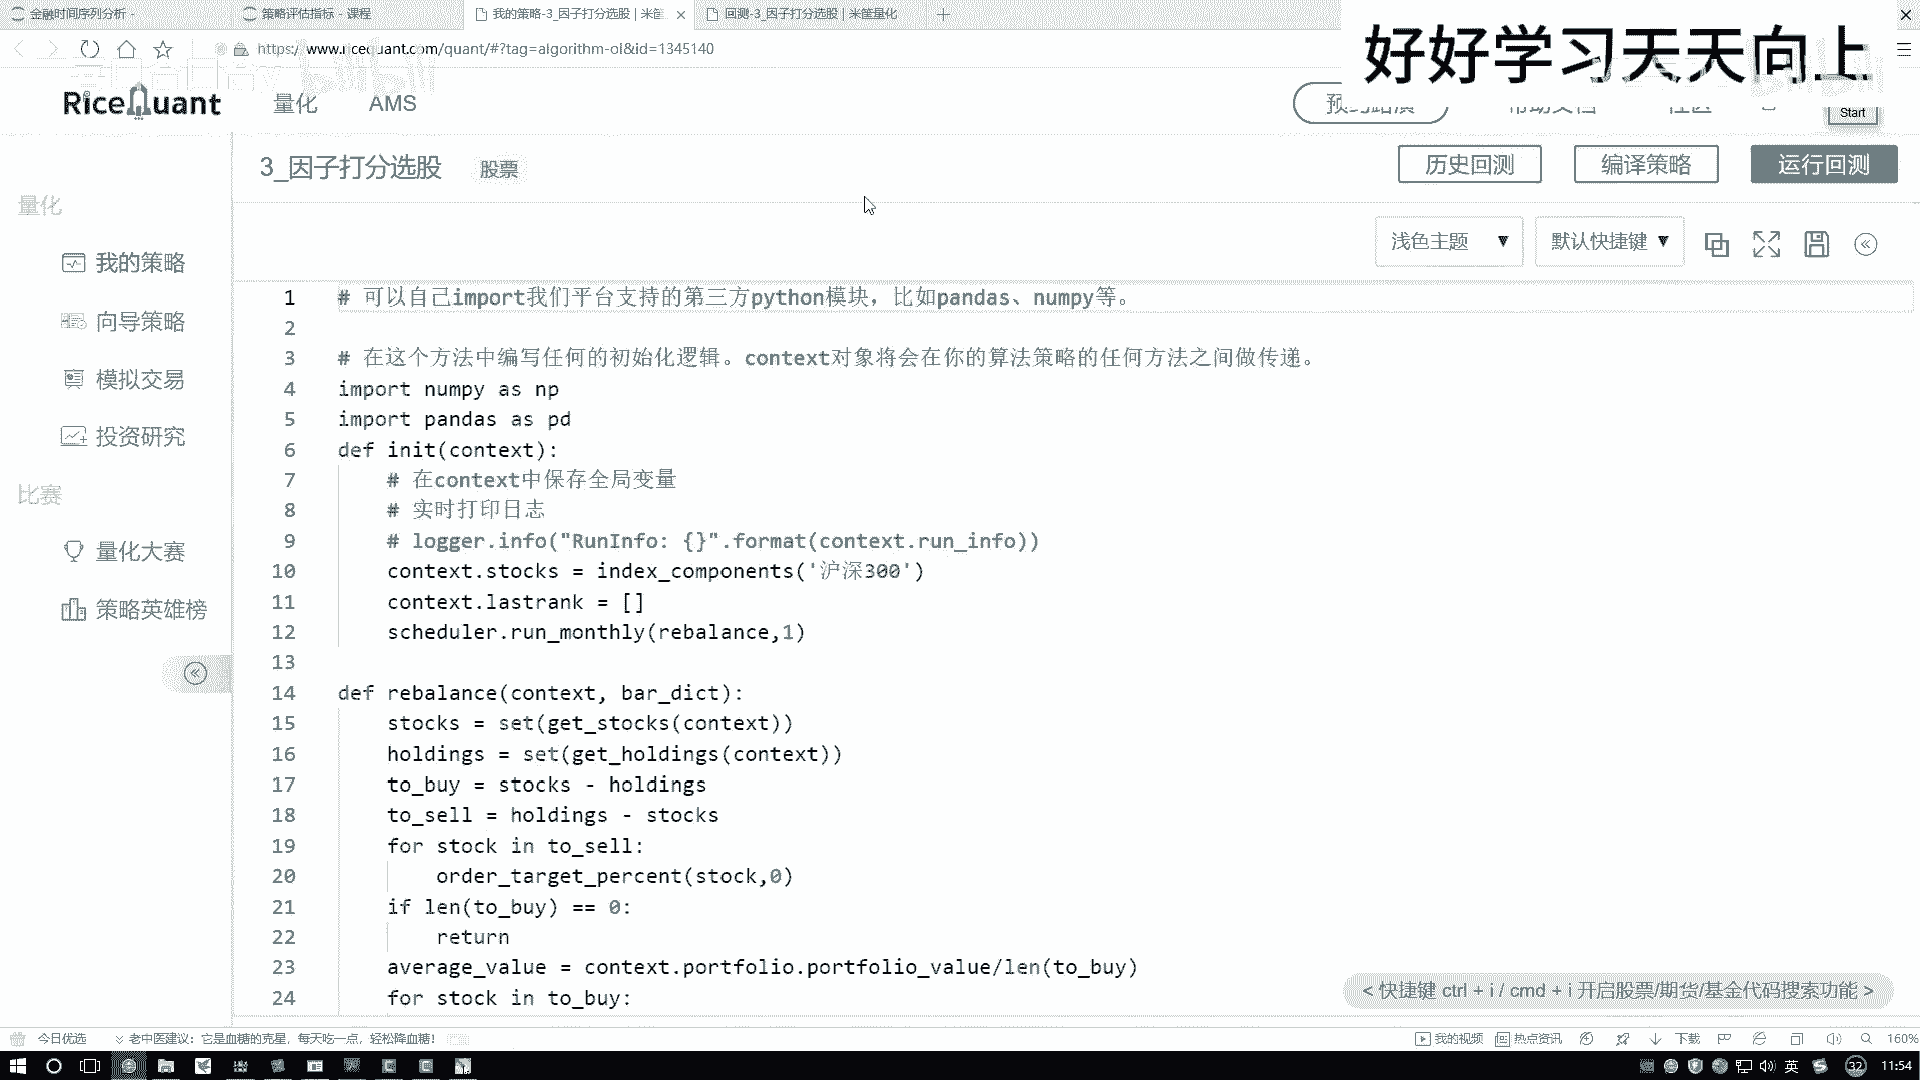 金融时间序列分析 -
策略评估指标 - 课程
我的策略-3_因子打分选股 | 米筐
回测-3_因子打分选股 | 米筐量化
https://www.ricequant.com/quant/#?tag=algorithm-ol&id=1345140
好好学习天天向上
RiceQuant
量化
AMS
Start
3_因子打分选股
股票
历史回测
编译策略
运行回测
量化
我的策略
向导策略
模拟交易
投资研究
比赛
量化大赛
策略英雄榜
浅色主题
默认快捷键
1 # 可以自己import我们平台支持的第三方python模块，比如pandas、numpy等。
2
3 # 在这个方法中编写任何的初始化逻辑。context对象将会在你的算法策略的任何方法之间做传递。
4 import numpy as np
5 import pandas as pd
6 def init(context):
7 # 在context中保存全局变量
8 # 实时打印日志
9 # logger.info("RunInfo: {}".format(context.run_info))
10 context.stocks = index_components('沪深300')
11 context.lastrank = []
12 scheduler.run_monthly(rebalance,1)
13
14 def rebalance(context, bar_dict):
15 stocks = set(get_stocks(context))
16 holdings = set(get_holdings(context))
17 to_buy = stocks - holdings
18 to_sell = holdings - stocks
19 for stock in to_sell:
20 order_target_percent(stock,0)
21 if len(to_buy) == 0:
22 return
23 average_value = context.portfolio.portfolio_value/len(to_buy)
24 for stock in to_buy:
< 快捷键 ctrl + i / cmd + i 开启股票/期货/基金代码搜索功能 >
今日优选
老中医建议：它是血糖的克星，每天吃一点，轻松降血糖！
我的视频
热点资讯
下载
160%
英
32
11:54